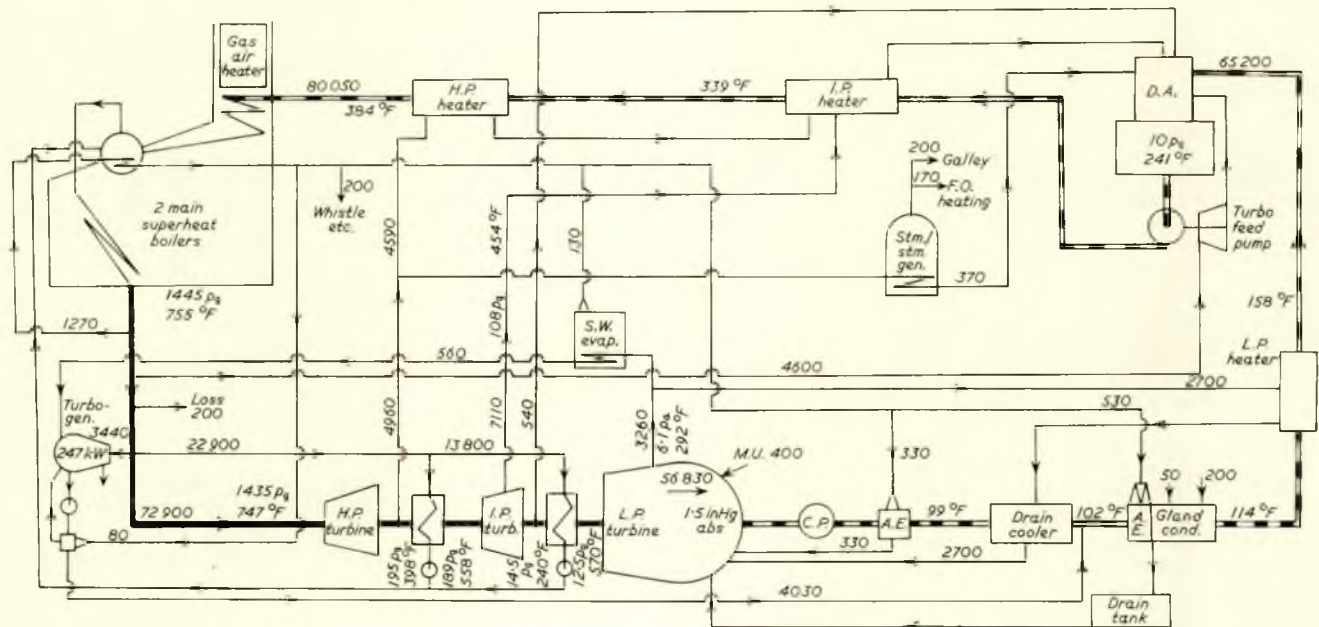 Gas
air
heater
80 050
384 °F
H.P.
heater
339 °F
I.P.
heater
D.A.
65 200
10 pg
241 °F
Turbo
feed
pump
200
Galley
170
F.O.
heating
Stm./
stm.
gen.
370
200
Whistle
etc.
2 main
superheat
boilers
1445 pg
755 °F
1270
4590
454 °F
108 pg
130
S.W.
evap.
560
4600
158 °F
L.P.
heater
2700
530
Loss
200
Turbo-
gen.
3440
247 kW
22 900
4960
7110
540
13 800
3260
6·1 pa
292 °F
M.U. 400
56 830
1·5 in Hg
abs
330
50
200
72 900
1435 pg
747 °F
H.P.
turbine
I.P.
turb.
L.P.
turbine
C.P.
A.E.
99 °F
Drain
cooler
102 °F
A.
E.
Gland
cond.
114 °F
80
195 pg
398 °F
189 pg
558 °F
14·5
pg
240 °F
12·5 pg
570 °F
330
2700
4030
Drain
tank